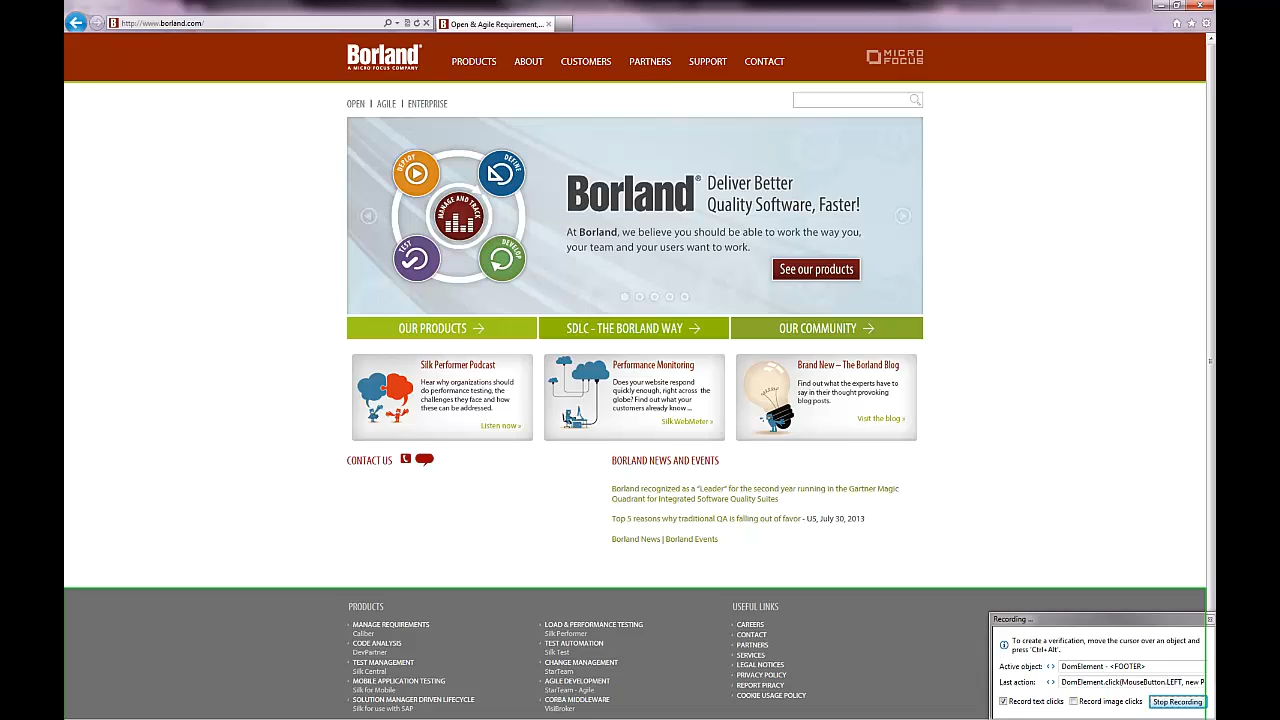 http://www.borland.com/
Open & Agile Requirement,...
Borland
A MICRO FOCUS COMPANY
PRODUCTS ABOUT CUSTOMERS PARTNERS SUPPORT CONTACT
MICRO FOCUS
OPEN | AGILE | ENTERPRISE
DEPLOY
DEFINE
MANAGE AND TRACK
TEST
DEVELOP
Borland® Deliver Better Quality Software, Faster!
At Borland, we believe you should be able to work the way you,
your team and your users want to work.
See our products
OUR PRODUCTS → SDLC - THE BORLAND WAY → OUR COMMUNITY →
Silk Performer Podcast
Hear why organizations should
do performance testing, the
challenges they face and how
these can be addressed.
Listen now »
Performance Monitoring
Does your website respond
quickly enough, right across the
globe? Find out what your
customers already know ...
Silk WebMeter »
Brand New – The Borland Blog
Find out what the experts have to
say in their thought provoking
blog posts.
Visit the blog »
CONTACT US
BORLAND NEWS AND EVENTS
Borland recognized as a "Leader" for the second year running in the Gartner Magic
Quadrant for Integrated Software Quality Suites
Top 5 reasons why traditional QA is falling out of favor - US, July 30, 2013
Borland News | Borland Events
PRODUCTS
MANAGE REQUIREMENTS
Caliber
CODE ANALYSIS
DevPartner
TEST MANAGEMENT
Silk Central
MOBILE APPLICATION TESTING
Silk for Mobile
SOLUTION MANAGER DRIVEN LIFECYCLE
Silk for use with SAP
LOAD & PERFORMANCE TESTING
Silk Performer
TEST AUTOMATION
Silk Test
CHANGE MANAGEMENT
StarTeam
AGILE DEVELOPMENT
StarTeam - Agile
CORBA MIDDLEWARE
VisiBroker
USEFUL LINKS
CAREERS
CONTACT
PARTNERS
SERVICES
LEGAL NOTICES
PRIVACY POLICY
REPORT PIRACY
COOKIE USAGE POLICY
Recording ...
To create a verification, move the cursor over an object and
press 'Ctrl+Alt'.
Active object: DomElement - <FOOTER>
Last action: DomElement.click(MouseButton.LEFT, new P
Record text clicks Record image clicks Stop Recording